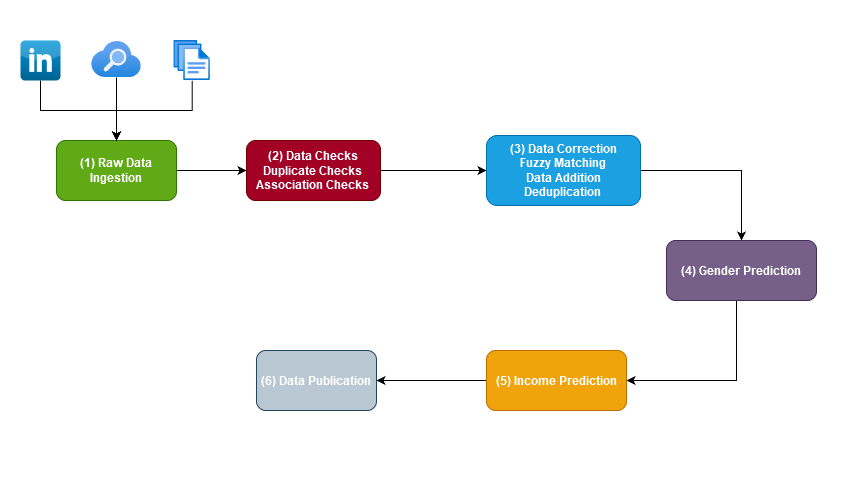 in
(1) Raw Data
Ingestion
(2) Data Checks
Duplicate Checks
Association Checks
(3) Data Correction
Fuzzy Matching
Data Addition
Deduplication
(4) Gender Prediction
(5) Income Prediction
(6) Data Publication